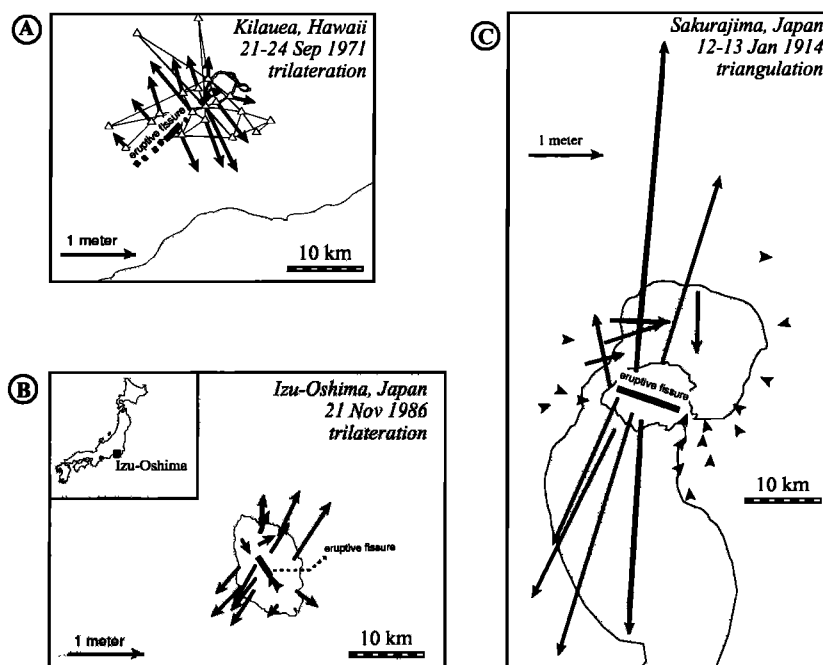 A
Kilauea, Hawaii
21-24 Sep 1971
trilateration
eruptive fissure
1 meter
10 km
B
Izu-Oshima, Japan
21 Nov 1986
trilateration
Izu-Oshima
eruptive fissure
1 meter
10 km
C
Sakurajima, Japan
12-13 Jan 1914
triangulation
1 meter
eruptive fissure
10 km